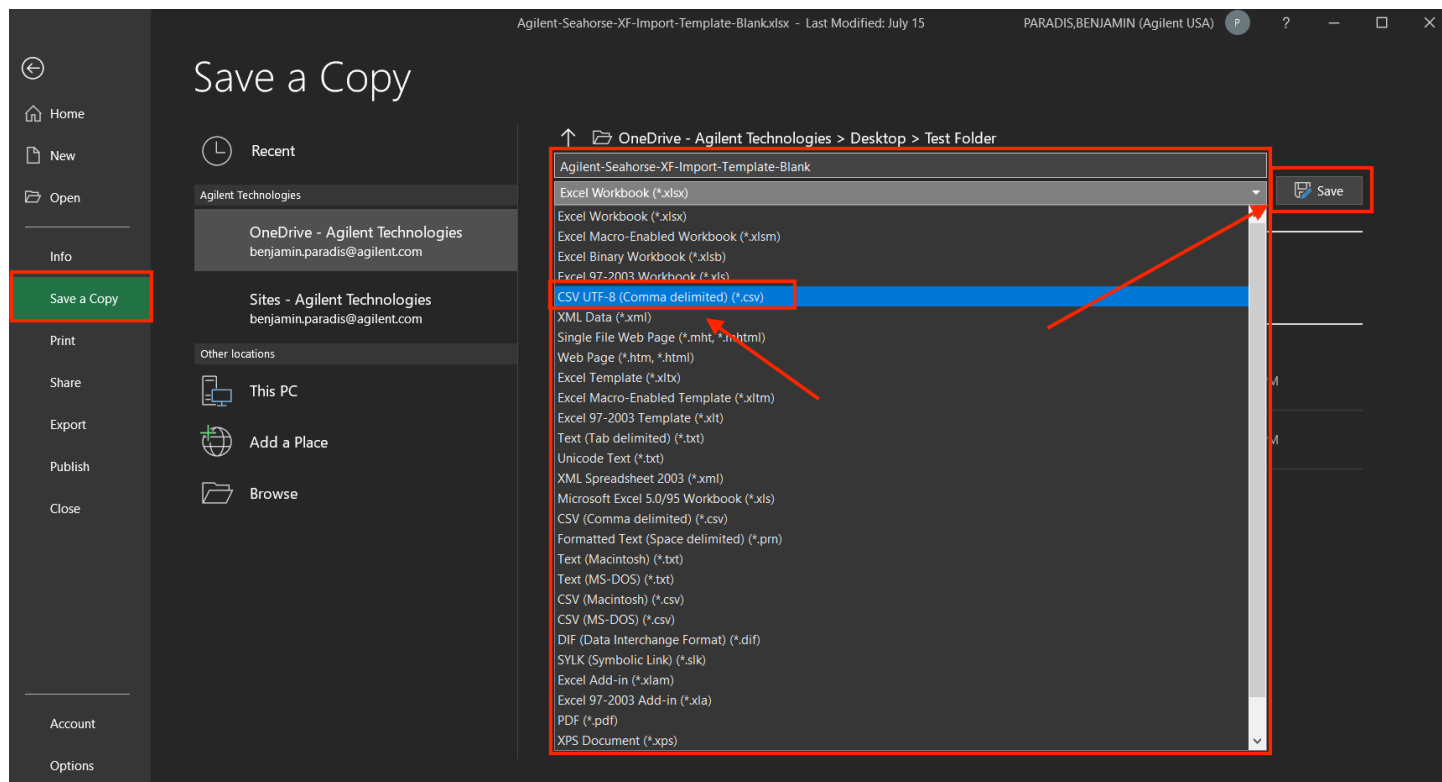 Agilent-Seahorse-XF-Import-Template-Blank.xlsx - Last Modified: July 15
PARADIS,BENJAMIN (Agilent USA)
P
?
Home
New
Open
Info
Save a Copy
Print
Share
Export
Publish
Close
Account
Options
Save a Copy
Recent
Agilent Technologies
OneDrive - Agilent Technologies
benjamin.paradis@agilent.com
Sites - Agilent Technologies
benjamin.paradis@agilent.com
Other locations
This PC
Add a Place
Browse
OneDrive - Agilent Technologies > Desktop > Test Folder
Agilent-Seahorse-XF-Import-Template-Blank
Excel Workbook (*.xlsx)
Save
Excel Workbook (*.xlsx)
Excel Macro-Enabled Workbook (*.xlsm)
Excel Binary Workbook (*.xlsb)
Excel 97-2003 Workbook (*.xls)
CSV UTF-8 (Comma delimited) (*.csv)
XML Data (*.xml)
Single File Web Page (*.mht, *.mhtml)
Web Page (*.htm, *.html)
Excel Template (*.xltx)
Excel Macro-Enabled Template (*.xltm)
Excel 97-2003 Template (*.xlt)
Text (Tab delimited) (*.txt)
Unicode Text (*.txt)
XML Spreadsheet 2003 (*.xml)
Microsoft Excel 5.0/95 Workbook (*.xls)
CSV (Comma delimited) (*.csv)
Formatted Text (Space delimited) (*.prn)
Text (Macintosh) (*.txt)
Text (MS-DOS) (*.txt)
CSV (Macintosh) (*.csv)
CSV (MS-DOS) (*.csv)
DIF (Data Interchange Format) (*.dif)
SYLK (Symbolic Link) (*.slk)
Excel Add-in (*.xlam)
Excel 97-2003 Add-in (*.xla)
PDF (*.pdf)
XPS Document (*.xps)